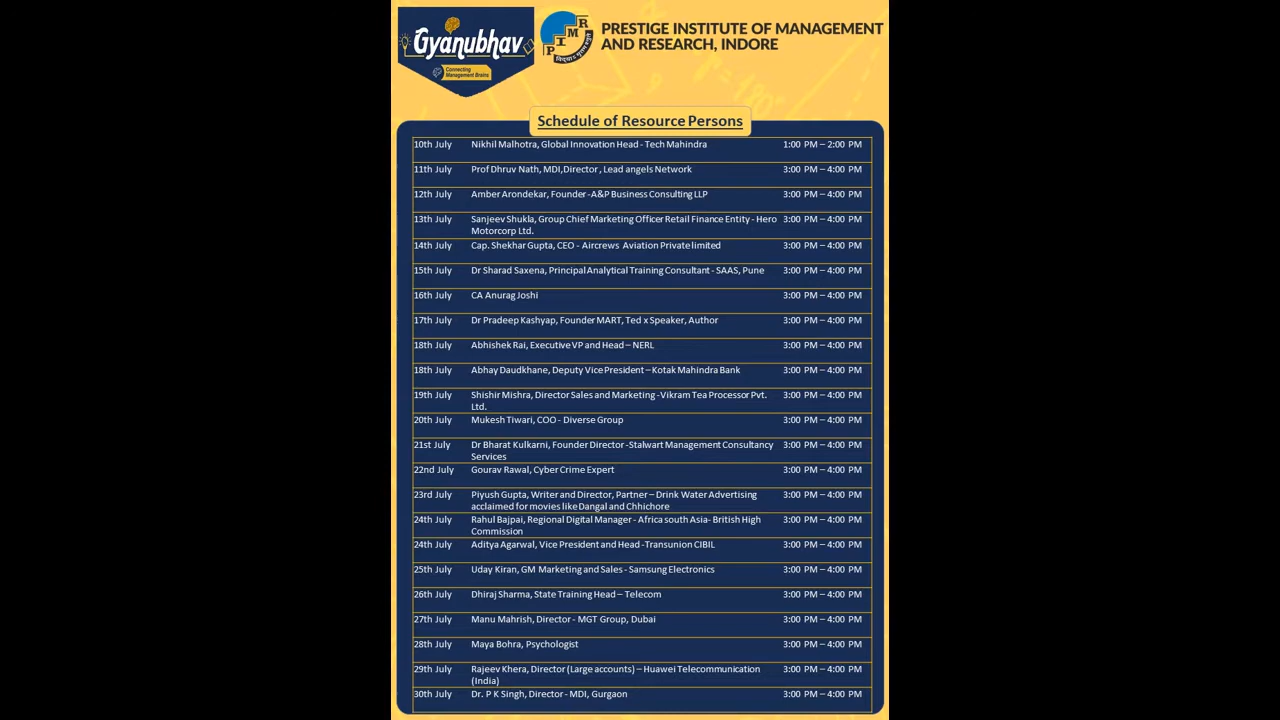 Gyanubhav
Connecting
Management Brains
PIMR
PRESTIGE INSTITUTE OF MANAGEMENT
AND RESEARCH, INDORE
Schedule of Resource Persons
10th July Nikhil Malhotra, Global Innovation Head - Tech Mahindra 1:00 PM – 2:00 PM
11th July Prof Dhruv Nath, MDI,Director , Lead angels Network 3:00 PM – 4:00 PM
12th July Amber Arondekar, Founder -A&P Business Consulting LLP 3:00 PM – 4:00 PM
13th July Sanjeev Shukla, Group Chief Marketing Officer Retail Finance Entity - Hero 3:00 PM – 4:00 PM
Motorcorp Ltd.
14th July Cap. Shekhar Gupta, CEO - Aircrews Aviation Private limited 3:00 PM – 4:00 PM
15th July Dr Sharad Saxena, Principal Analytical Training Consultant - SAAS, Pune 3:00 PM – 4:00 PM
16th July CA Anurag Joshi 3:00 PM – 4:00 PM
17th July Dr Pradeep Kashyap, Founder MART, Ted x Speaker, Author 3:00 PM – 4:00 PM
18th July Abhishek Rai, Executive VP and Head – NERL 3:00 PM – 4:00 PM
18th July Abhay Daudkhane, Deputy Vice President – Kotak Mahindra Bank 3:00 PM – 4:00 PM
19th July Shishir Mishra, Director Sales and Marketing -Vikram Tea Processor Pvt. 3:00 PM – 4:00 PM
Ltd.
20th July Mukesh Tiwari, COO - Diverse Group 3:00 PM – 4:00 PM
21st July Dr Bharat Kulkarni, Founder Director -Stalwart Management Consultancy 3:00 PM – 4:00 PM
Services
22nd July Gourav Rawal, Cyber Crime Expert 3:00 PM – 4:00 PM
23rd July Piyush Gupta, Writer and Director, Partner – Drink Water Advertising 3:00 PM – 4:00 PM
acclaimed for movies like Dangal and Chhichore
24th July Rahul Bajpai, Regional Digital Manager - Africa south Asia- British High 3:00 PM – 4:00 PM
Commission
24th July Aditya Agarwal, Vice President and Head -Transunion CIBIL 3:00 PM – 4:00 PM
25th July Uday Kiran, GM Marketing and Sales - Samsung Electronics 3:00 PM – 4:00 PM
26th July Dhiraj Sharma, State Training Head – Telecom 3:00 PM – 4:00 PM
27th July Manu Mahrish, Director - MGT Group, Dubai 3:00 PM – 4:00 PM
28th July Maya Bohra, Psychologist 3:00 PM – 4:00 PM
29th July Rajeev Khera, Director (Large accounts) – Huawei Telecommunication 3:00 PM – 4:00 PM
(India)
30th July Dr. P K Singh, Director - MDI, Gurgaon 3:00 PM – 4:00 PM